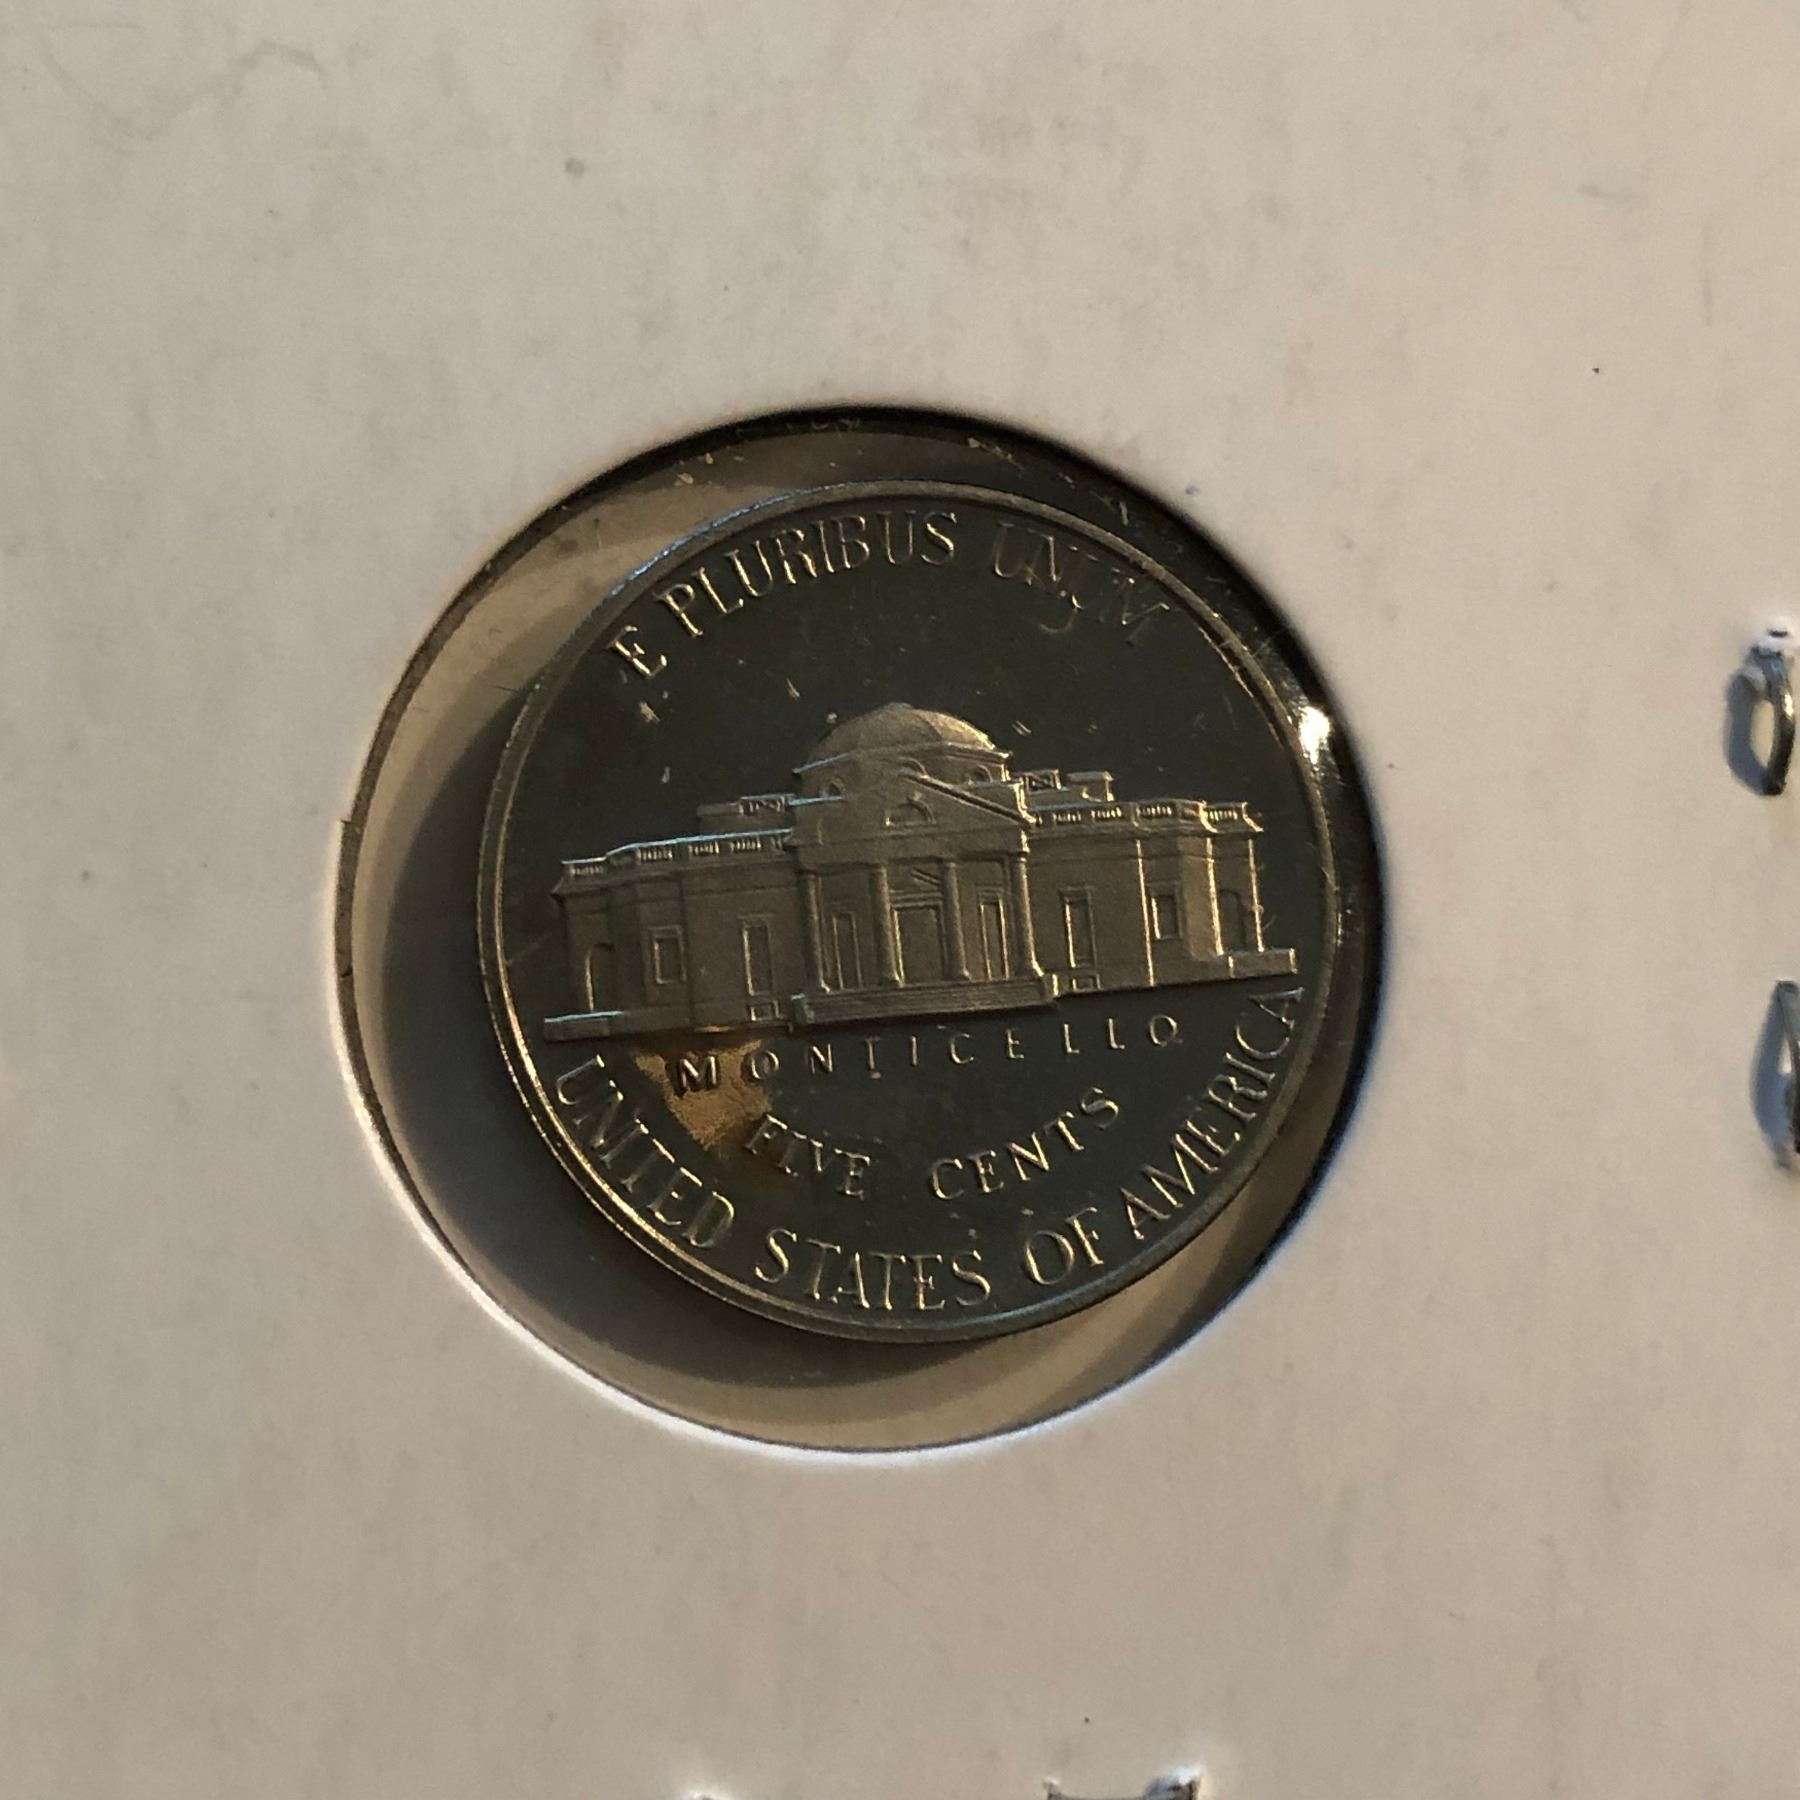 E PLURIBUS UNUM
MONTICELLO
FIVE CENTS
UNITED STATES OF AMERICA